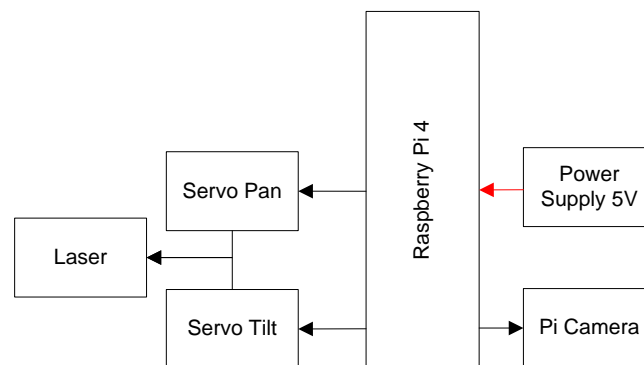 Raspberry Pi 4
Servo Pan
Power
Supply 5V
Laser
Servo Tilt
Pi Camera